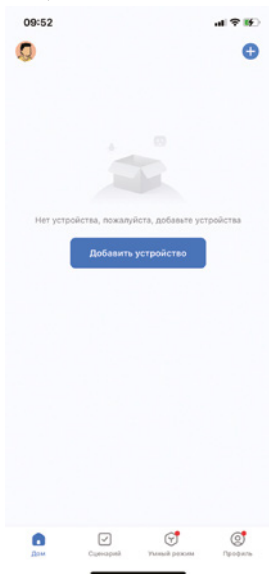 09:52
Нет устройства, пожалуйста, добавьте устройства
Добавить устройство
Дом
Сценарий
Умный режим
Профиль